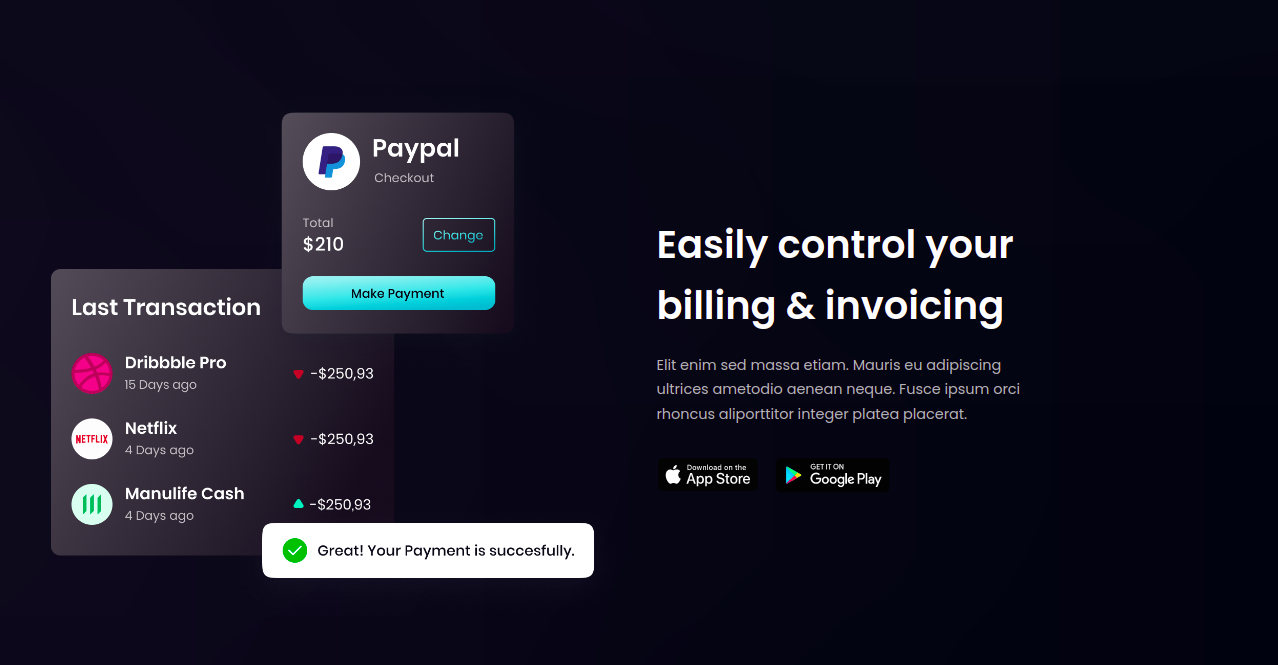 Paypal
Checkout
Total
$210
Change
Make Payment
Last Transaction
Dribbble Pro
15 Days ago
-$250,93
NETFLIX
Netflix
4 Days ago
-$250,93
Manulife Cash
4 Days ago
-$250,93
Great! Your Payment is succesfully.
Easily control your
billing & invoicing
Elit enim sed massa etiam. Mauris eu adipiscing
ultrices ametodio aenean neque. Fusce ipsum orci
rhoncus aliporttitor integer platea placerat.
Download on the
App Store
GET IT ON
Google Play